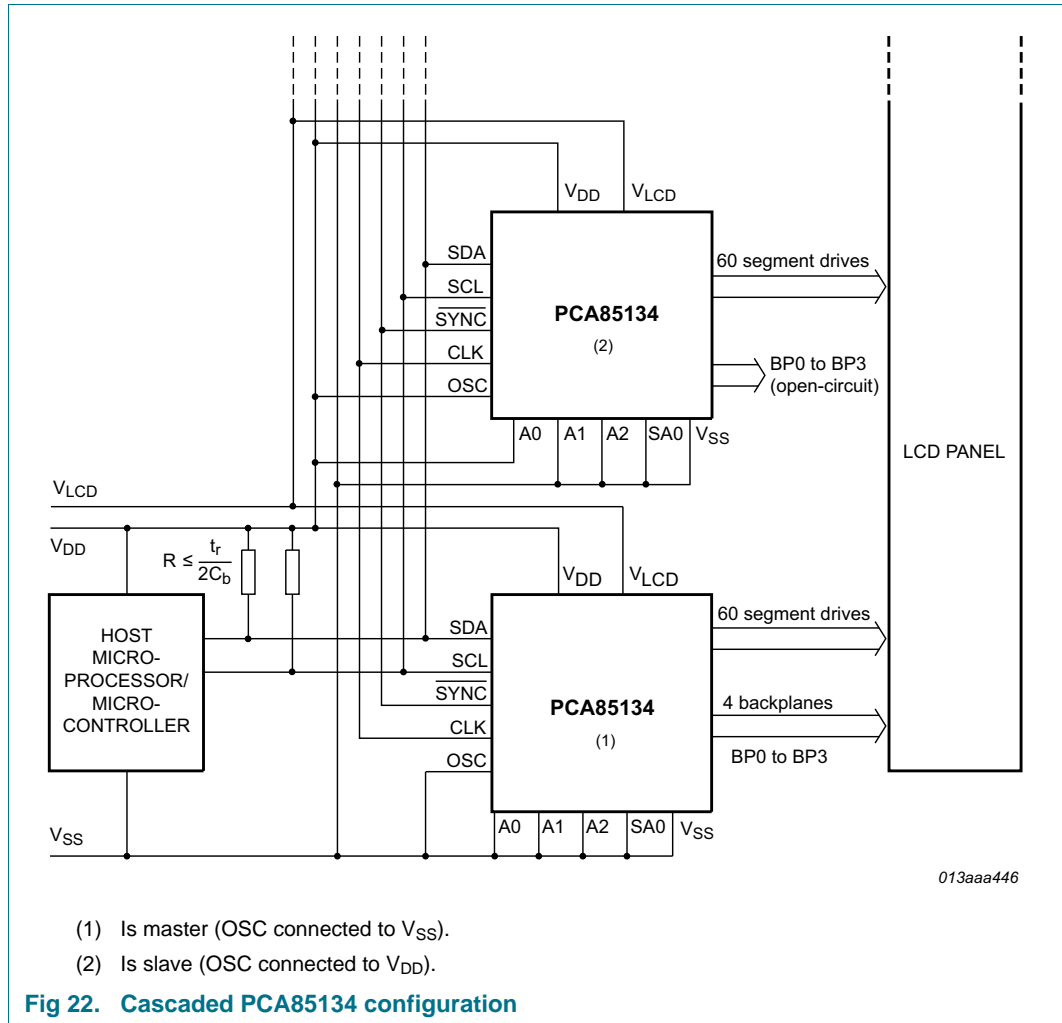 VDD VLCD
SDA
SCL
SYNC
CLK
OSC
PCA85134
(2)
60 segment drives
BP0 to BP3
(open-circuit)
A0 A1 A2 SA0 VSS
LCD PANEL
VLCD
VDD
R ≤ tr
2Cb
VDD VLCD
HOST
MICRO-
PROCESSOR/
MICRO-
CONTROLLER
SDA
SCL
SYNC
CLK
OSC
PCA85134
(1)
60 segment drives
4 backplanes
BP0 to BP3
A0 A1 A2 SA0 VSS
VSS
013aaa446
(1) Is master (OSC connected to VSS).
(2) Is slave (OSC connected to VDD).
Fig 22. Cascaded PCA85134 configuration